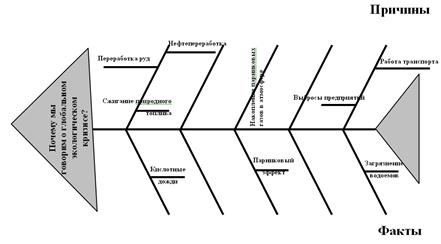 Причины
Нефтепереработка
Переработка руд
Работа транспорта
Почему мы
говорим о глобальном
экологическом
кризисе?
Сжигание природного
топлива
Накопление парниковых
газов в атмосфере
Выбросы предприятий
Кислотные
дожди
Парниковый
эффект
Загрязнение
водоемов
Факты